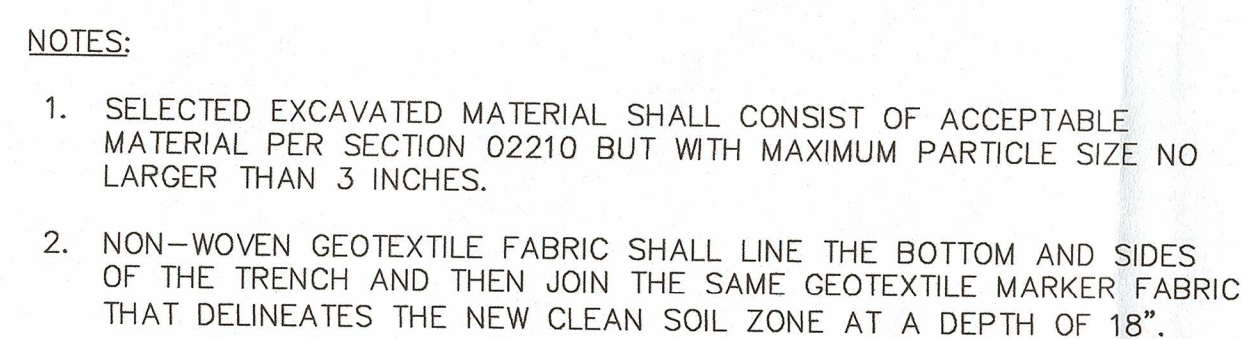 NOTES:
1. SELECTED EXCAVATED MATERIAL SHALL CONSIST OF ACCEPTABLE
MATERIAL PER SECTION 02210 BUT WITH MAXIMUM PARTICLE SIZE NO
LARGER THAN 3 INCHES.
2. NON-WOVEN GEOTEXTILE FABRIC SHALL LINE THE BOTTOM AND SIDES
OF THE TRENCH AND THEN JOIN THE SAME GEOTEXTILE MARKER FABRIC
THAT DELINEATES THE NEW CLEAN SOIL ZONE AT A DEPTH OF 18".